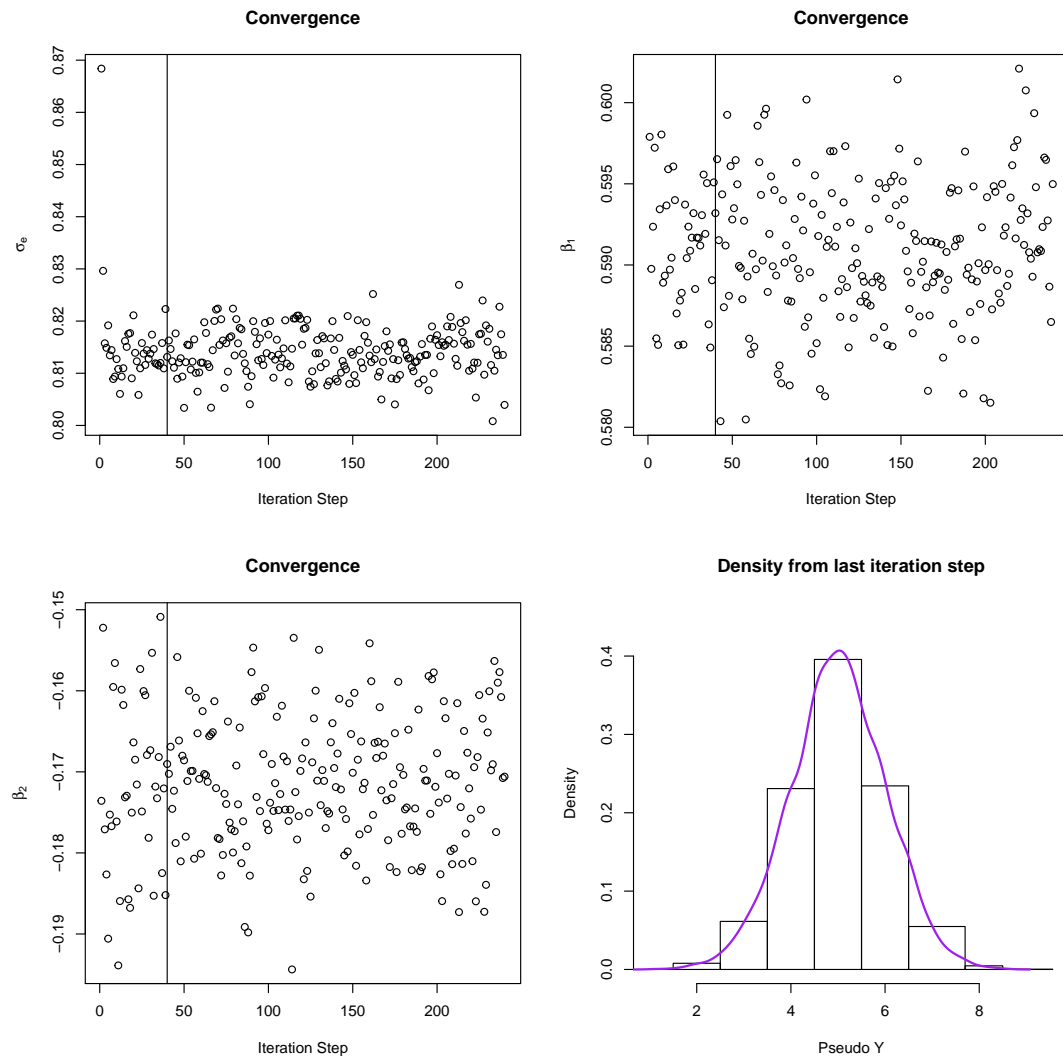 Convergence
σe
0.80 0.81 0.82 0.83 0.84 0.85 0.86 0.87
0 50 100 150 200
Iteration Step
Convergence
β1
0.580 0.585 0.590 0.595 0.600
0 50 100 150 200
Iteration Step
Convergence
β2
−0.19 −0.18 −0.17 −0.16 −0.15
0 50 100 150 200
Iteration Step
Density from last iteration step
Density
0.0 0.1 0.2 0.3 0.4
2 4 6 8
Pseudo Y